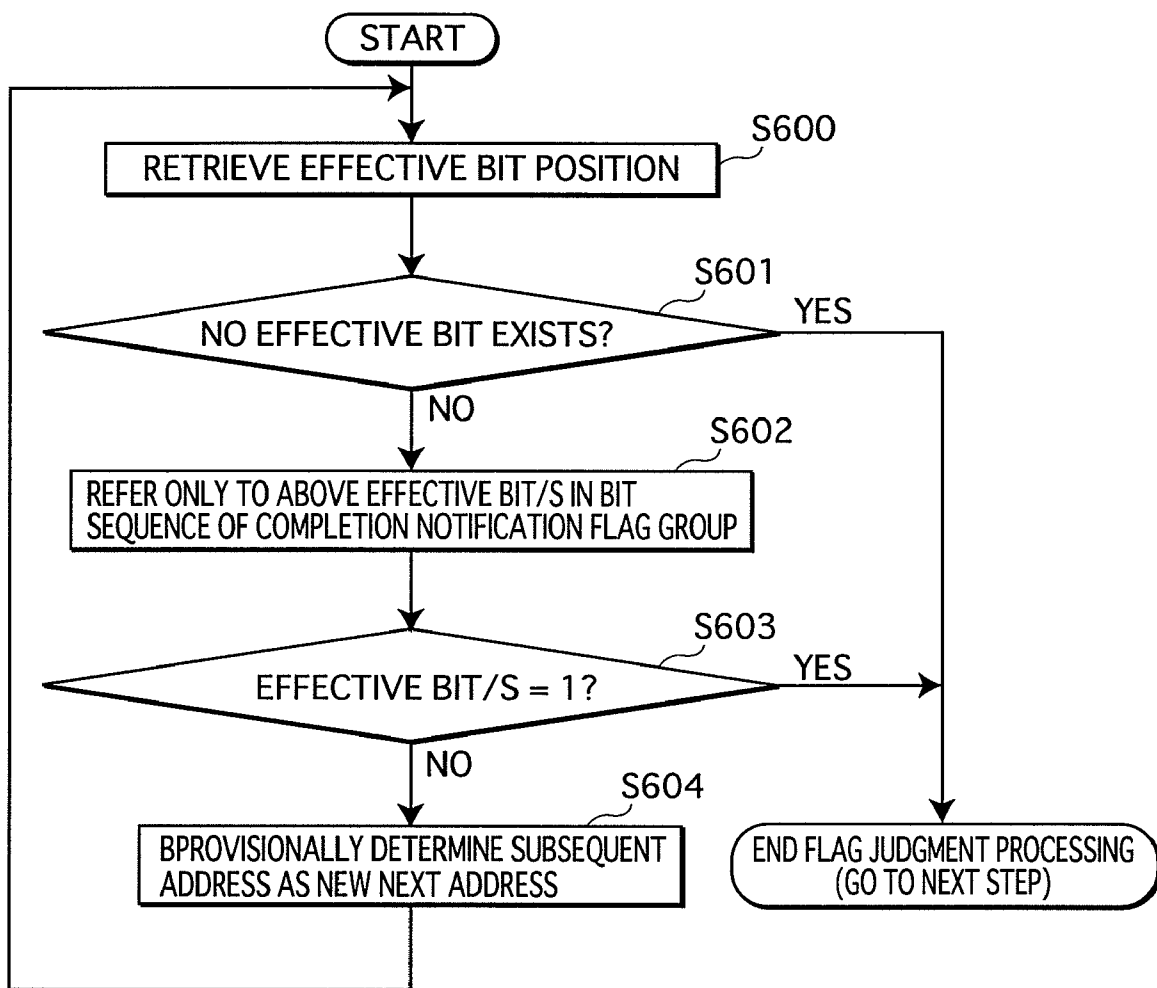 START
S600
RETRIEVE EFFECTIVE BIT POSITION
S601
NO EFFECTIVE BIT EXISTS?
YES
NO
S602
REFER ONLY TO ABOVE EFFECTIVE BIT/S IN BIT
SEQUENCE OF COMPLETION NOTIFICATION FLAG GROUP
S603
EFFECTIVE BIT/S = 1?
YES
NO
S604
BPROVISIONALLY DETERMINE SUBSEQUENT
ADDRESS AS NEW NEXT ADDRESS
END FLAG JUDGMENT PROCESSING
(GO TO NEXT STEP)